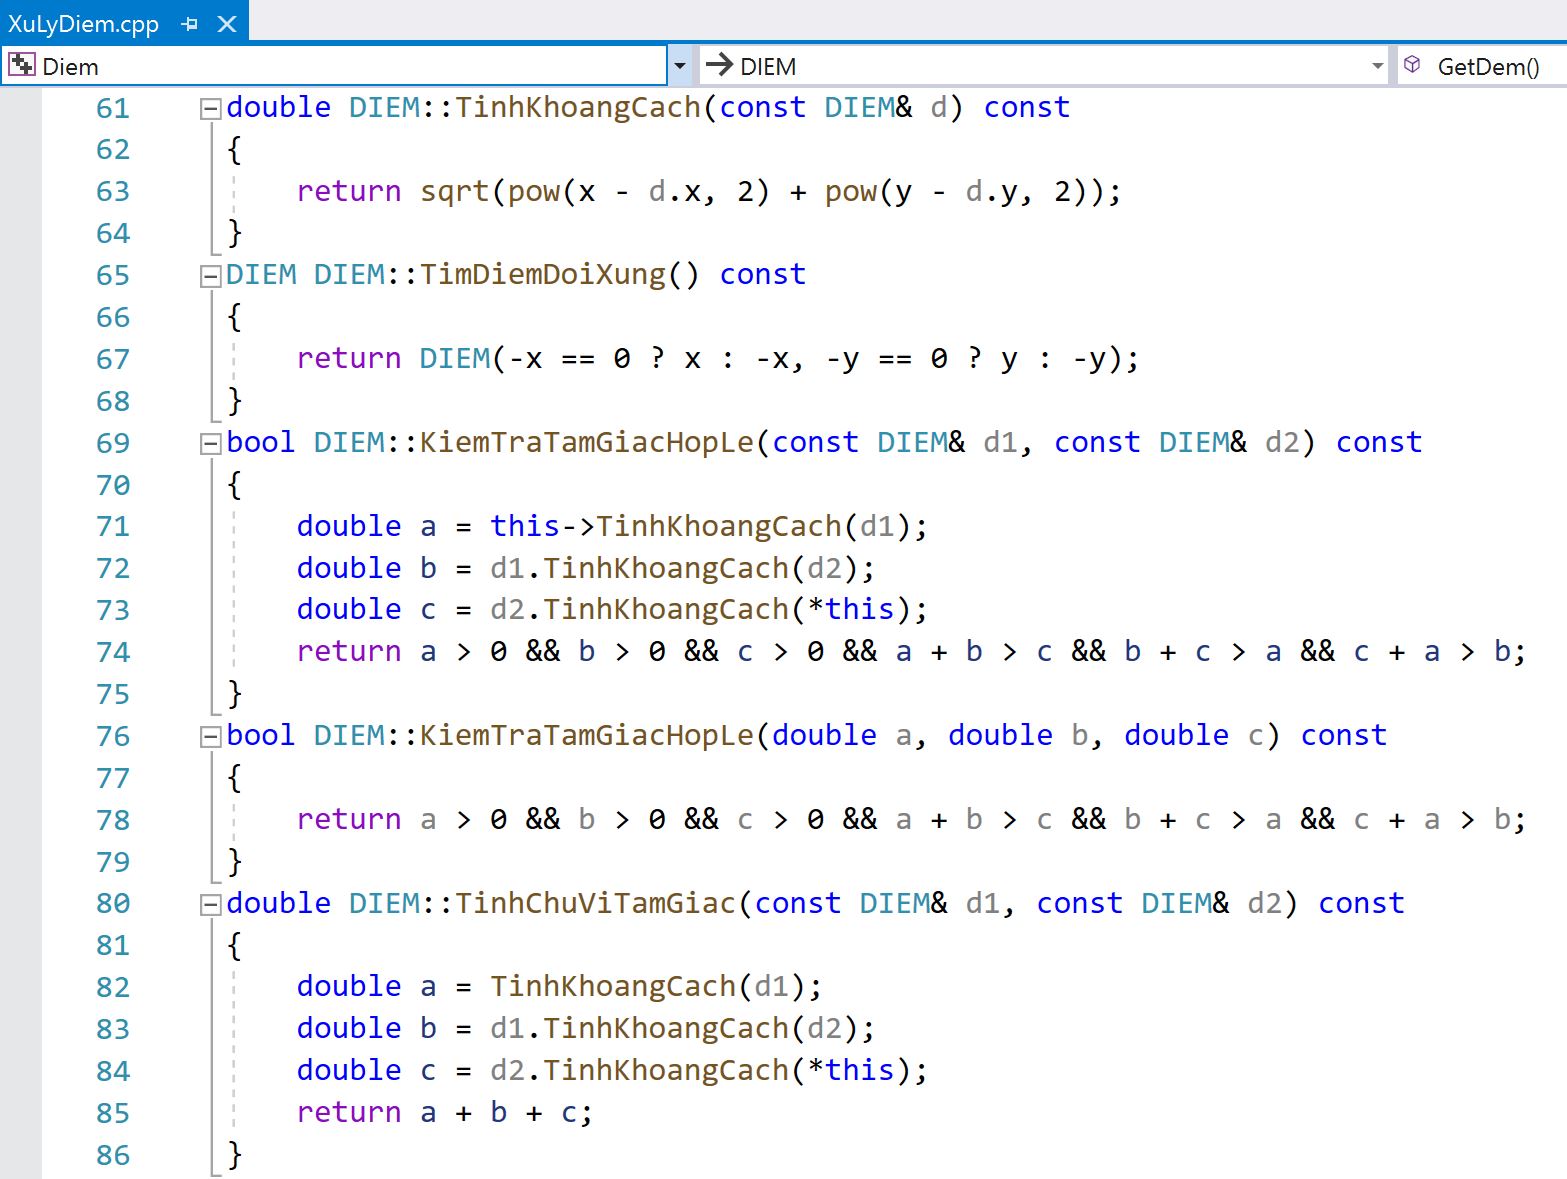 XuLyDiem.cpp
Diem DIEM GetDem()
61 double DIEM::TinhKhoangCach(const DIEM& d) const
62 {
63 return sqrt(pow(x - d.x, 2) + pow(y - d.y, 2));
64 }
65 DIEM DIEM::TimDiemDoiXung() const
66 {
67 return DIEM(-x == 0 ? x : -x, -y == 0 ? y : -y);
68 }
69 bool DIEM::KiemTraTamGiacHopLe(const DIEM& d1, const DIEM& d2) const
70 {
71 double a = this->TinhKhoangCach(d1);
72 double b = d1.TinhKhoangCach(d2);
73 double c = d2.TinhKhoangCach(*this);
74 return a > 0 && b > 0 && c > 0 && a + b > c && b + c > a && c + a > b;
75 }
76 bool DIEM::KiemTraTamGiacHopLe(double a, double b, double c) const
77 {
78 return a > 0 && b > 0 && c > 0 && a + b > c && b + c > a && c + a > b;
79 }
80 double DIEM::TinhChuViTamGiac(const DIEM& d1, const DIEM& d2) const
81 {
82 double a = TinhKhoangCach(d1);
83 double b = d1.TinhKhoangCach(d2);
84 double c = d2.TinhKhoangCach(*this);
85 return a + b + c;
86 }